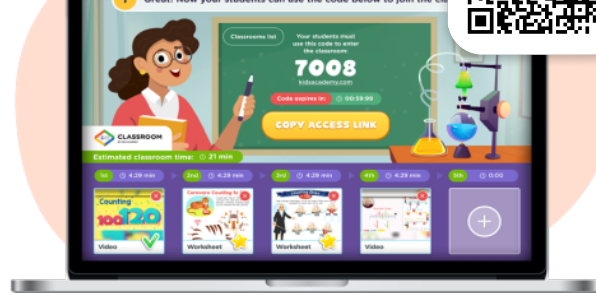 Great! Now your students can use the code below to join the cla
Classrooms list
Your students must
use this code to enter
the classroom:
7008
kidsacademy.com
Code expires in: 00:59:99
COPY ACCESS LINK
CLASSROOM
Estimated classroom time: 21 min
1st 4:29 min
2nd 4:29 min
3rd 4:29 min
4th 4:29 min
5th 0:00
Counting
100 120
Video
Worksheet
Worksheet
Video